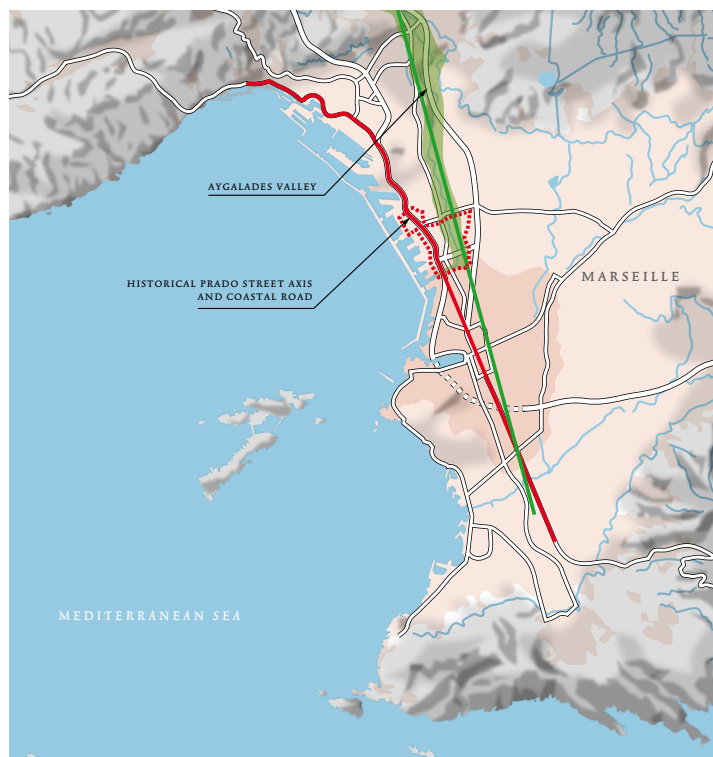 AYGALADES VALLEY
HISTORICAL PRADO STREET AXIS
AND COASTAL ROAD
MARSEILLE
MEDITERRANEAN SEA